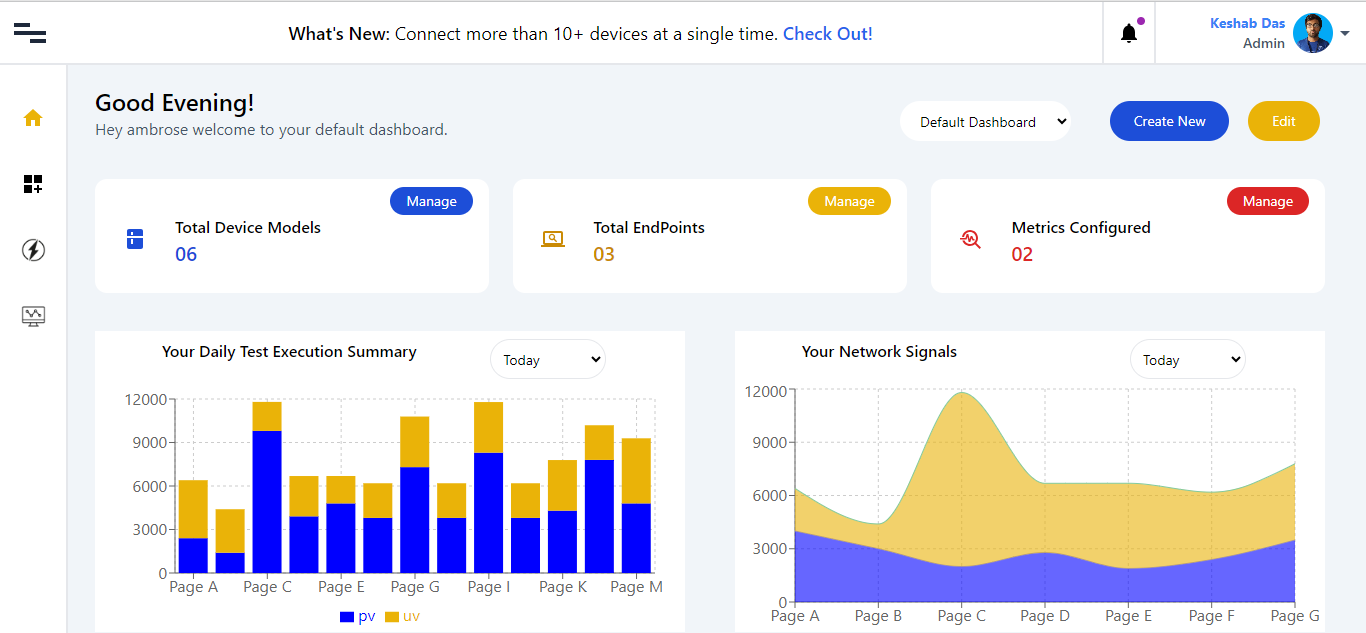 What's New: Connect more than 10+ devices at a single time. Check Out!
Keshab Das
Admin
Good Evening!
Hey ambrose welcome to your default dashboard.
Default Dashboard
Create New
Edit
Manage
Total Device Models
06
Manage
Total EndPoints
03
Manage
Metrics Configured
02
Your Daily Test Execution Summary
Today
12000
9000
6000
3000
0
Page A Page C Page E Page G Page I Page K Page M
pv uv
Your Network Signals
Today
12000
9000
6000
3000
0
Page A Page B Page C Page D Page E Page F Page G